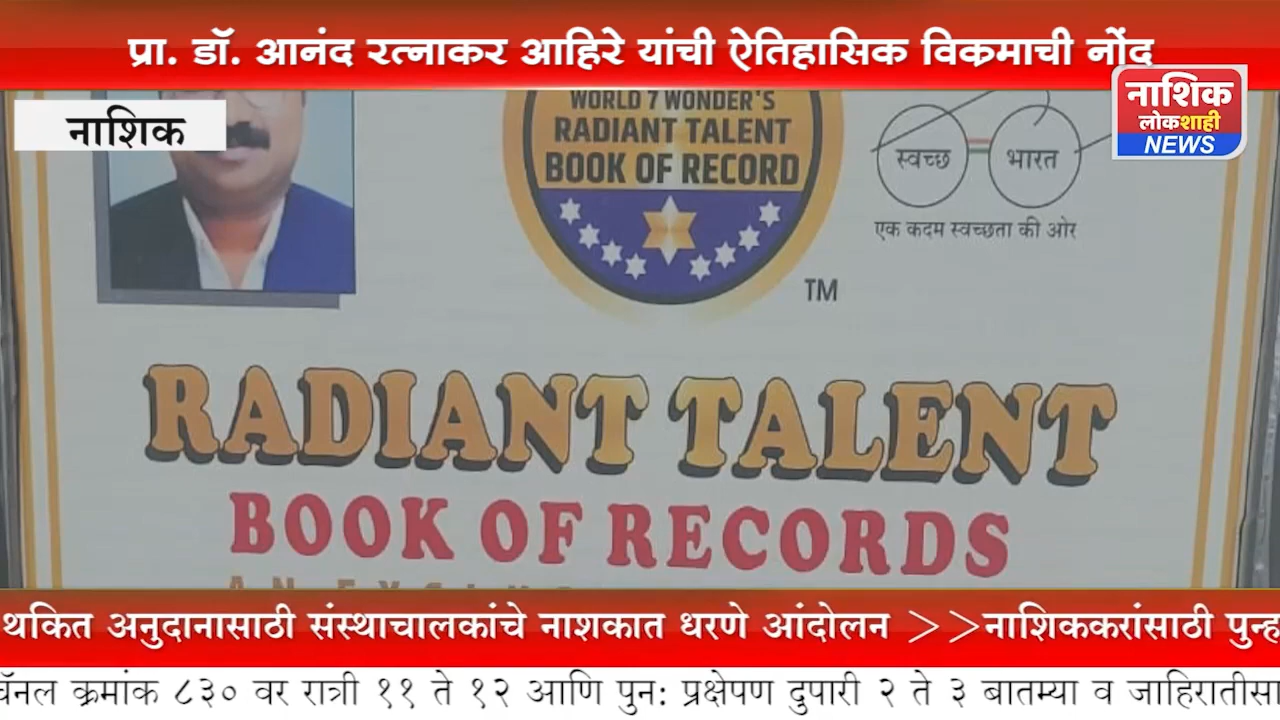 प्रा. डॉ. आनंद रत्नाकर आहिरे यांची ऐतिहासिक विक्रमाची नोंद
नाशिक
नाशिक
लोकशाही
NEWS
WORLD 7 WONDER'S
RADIANT TALENT
BOOK OF RECORD
TM
स्वच्छ भारत
एक कदम स्वच्छता की ओर
RADIANT TALENT
BOOK OF RECORDS
थकित अनुदानासाठी संस्थाचालकांचे नाशकात धरणे आंदोलन >>नाशिककरांसाठी पुन्हा
चॅनल क्रमांक ८३० वर रात्री ११ ते १२ आणि पुन: प्रक्षेपण दुपारी २ ते ३ बातम्या व जाहिरातीसा